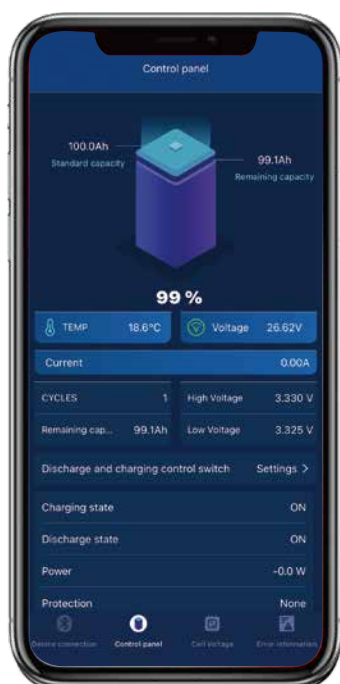 Control panel
100.0Ah
Standard capacity
99.1Ah
Remaining capacity
99 %
TEMP 18.6°C Voltage 26.62V
Current 0.00A
CYCLES 1 High Voltage 3.330 V
Remaining cap... 99.1Ah Low Voltage 3.325 V
Discharge and charging control switch Settings >
Charging state ON
Discharge state ON
Power -0.0 W
Protection None
Device connection Control panel Cell Voltage Error information